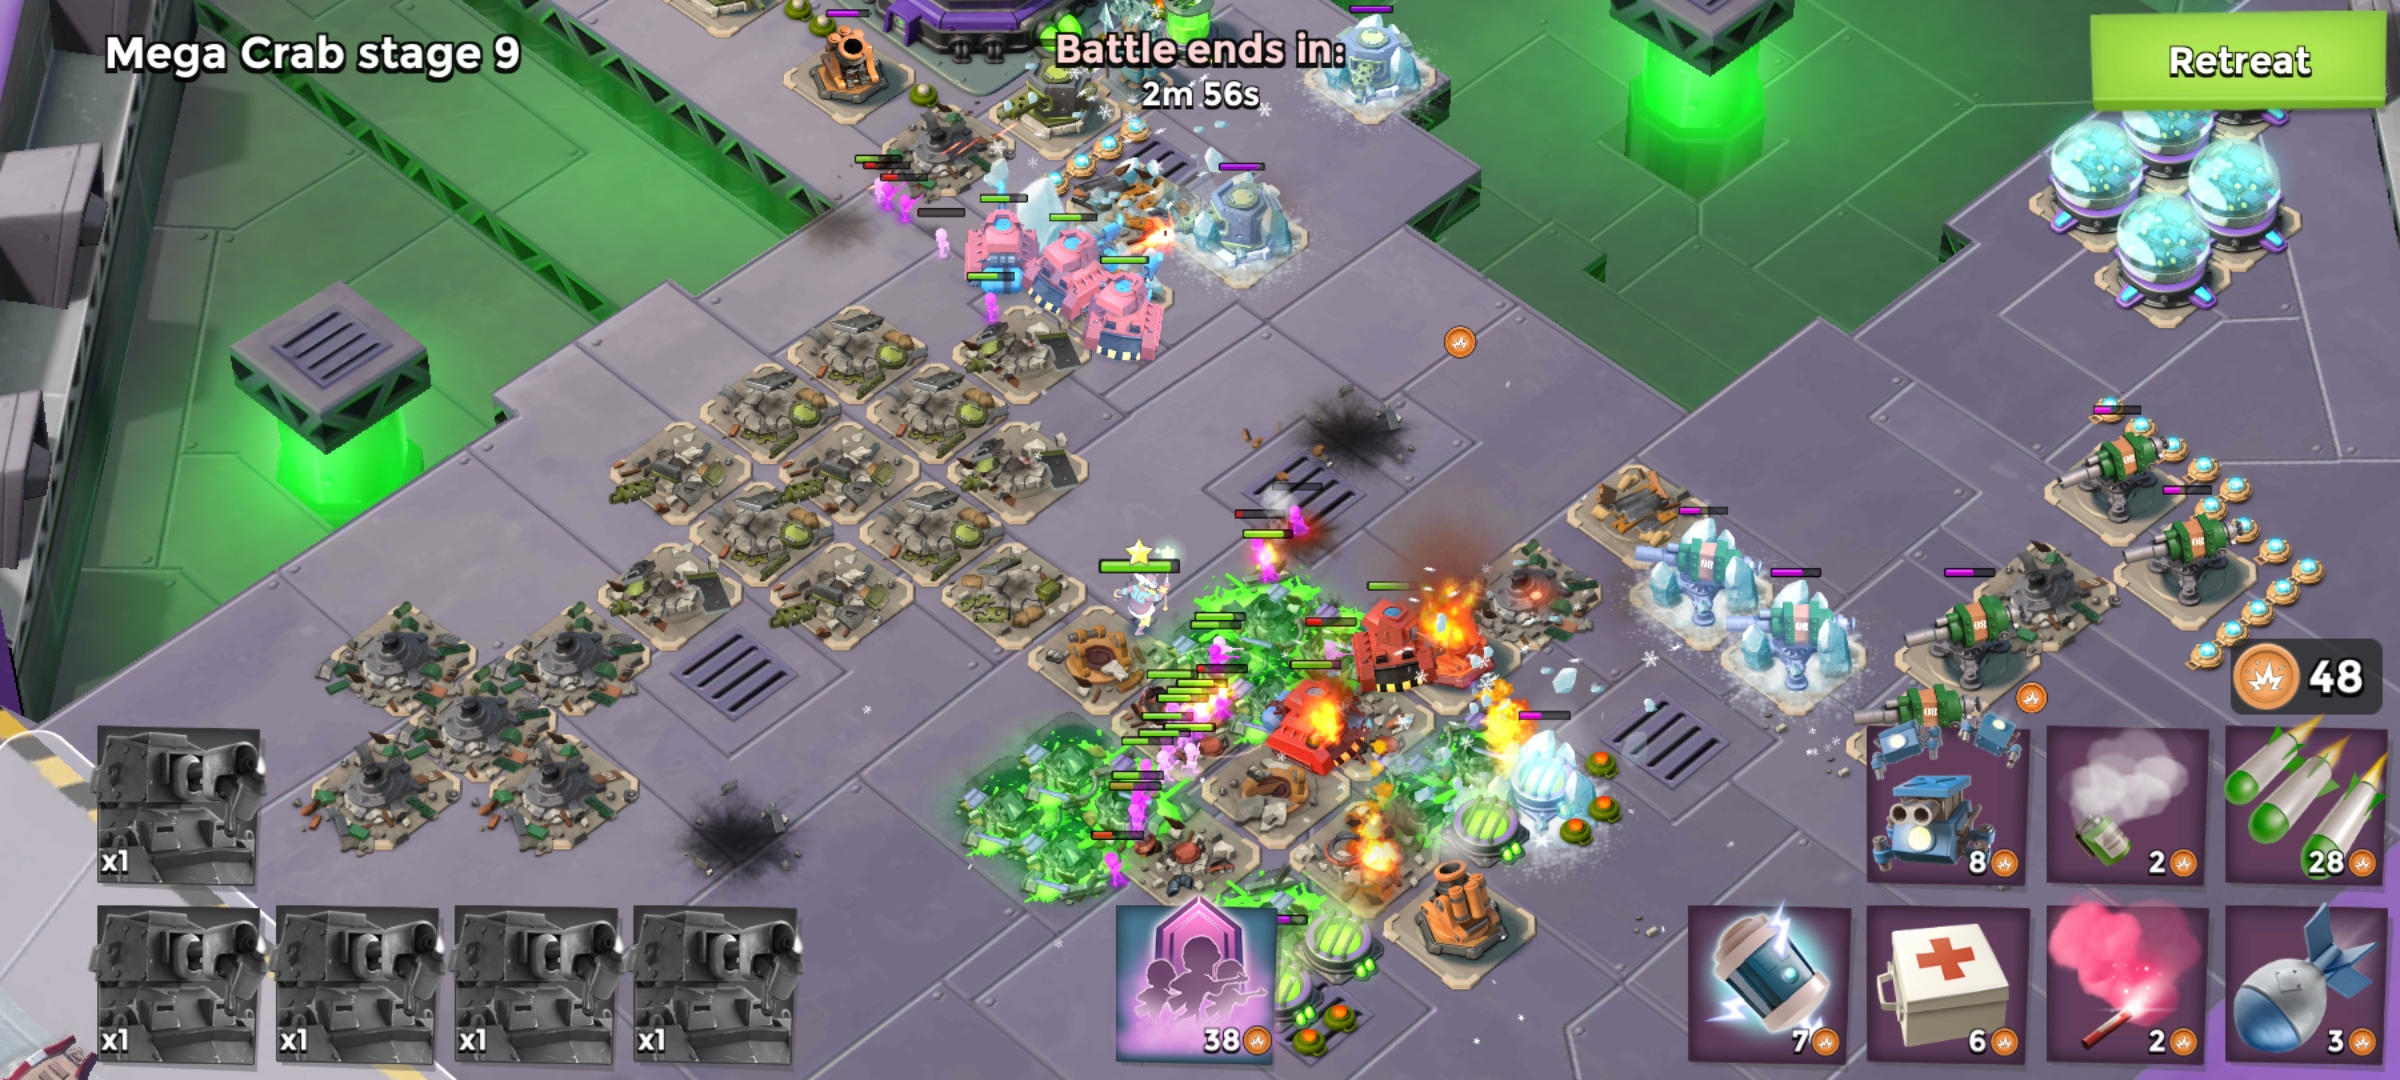 Mega Crab stage 9
Battle ends in:
2m 56s
Retreat
48
x1
8
2
28
x1
x1
x1
x1
38
7
6
2
3